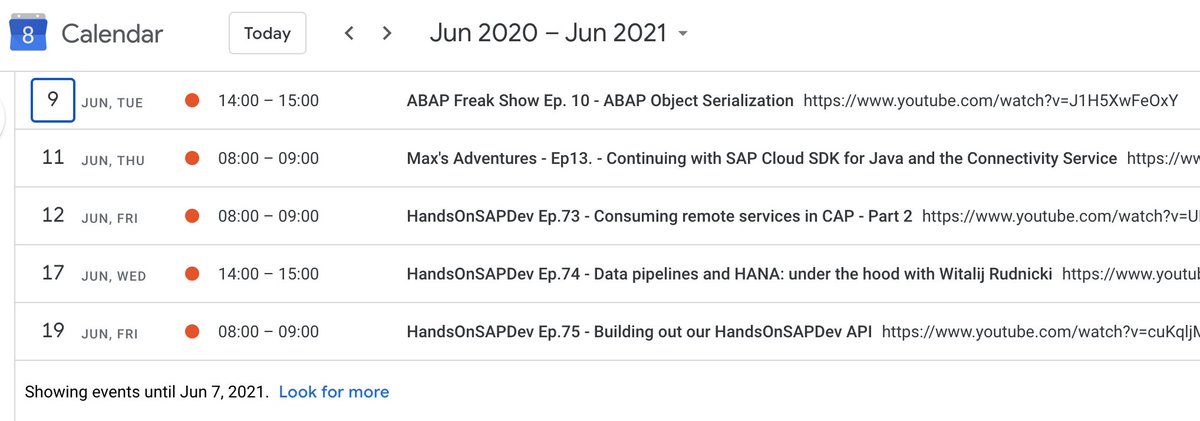 8 Calendar Today Jun 2020 – Jun 2021
9 JUN, TUE 14:00 – 15:00 ABAP Freak Show Ep. 10 - ABAP Object Serialization https://www.youtube.com/watch?v=J1H5XwFeOxY
11 JUN, THU 08:00 – 09:00 Max's Adventures - Ep13. - Continuing with SAP Cloud SDK for Java and the Connectivity Service https://ww
12 JUN, FRI 08:00 – 09:00 HandsOnSAPDev Ep.73 - Consuming remote services in CAP - Part 2 https://www.youtube.com/watch?v=U
17 JUN, WED 14:00 – 15:00 HandsOnSAPDev Ep.74 - Data pipelines and HANA: under the hood with Witalij Rudnicki https://www.youtu
19 JUN, FRI 08:00 – 09:00 HandsOnSAPDev Ep.75 - Building out our HandsOnSAPDev API https://www.youtube.com/watch?v=cuKqljM
Showing events until Jun 7, 2021. Look for more